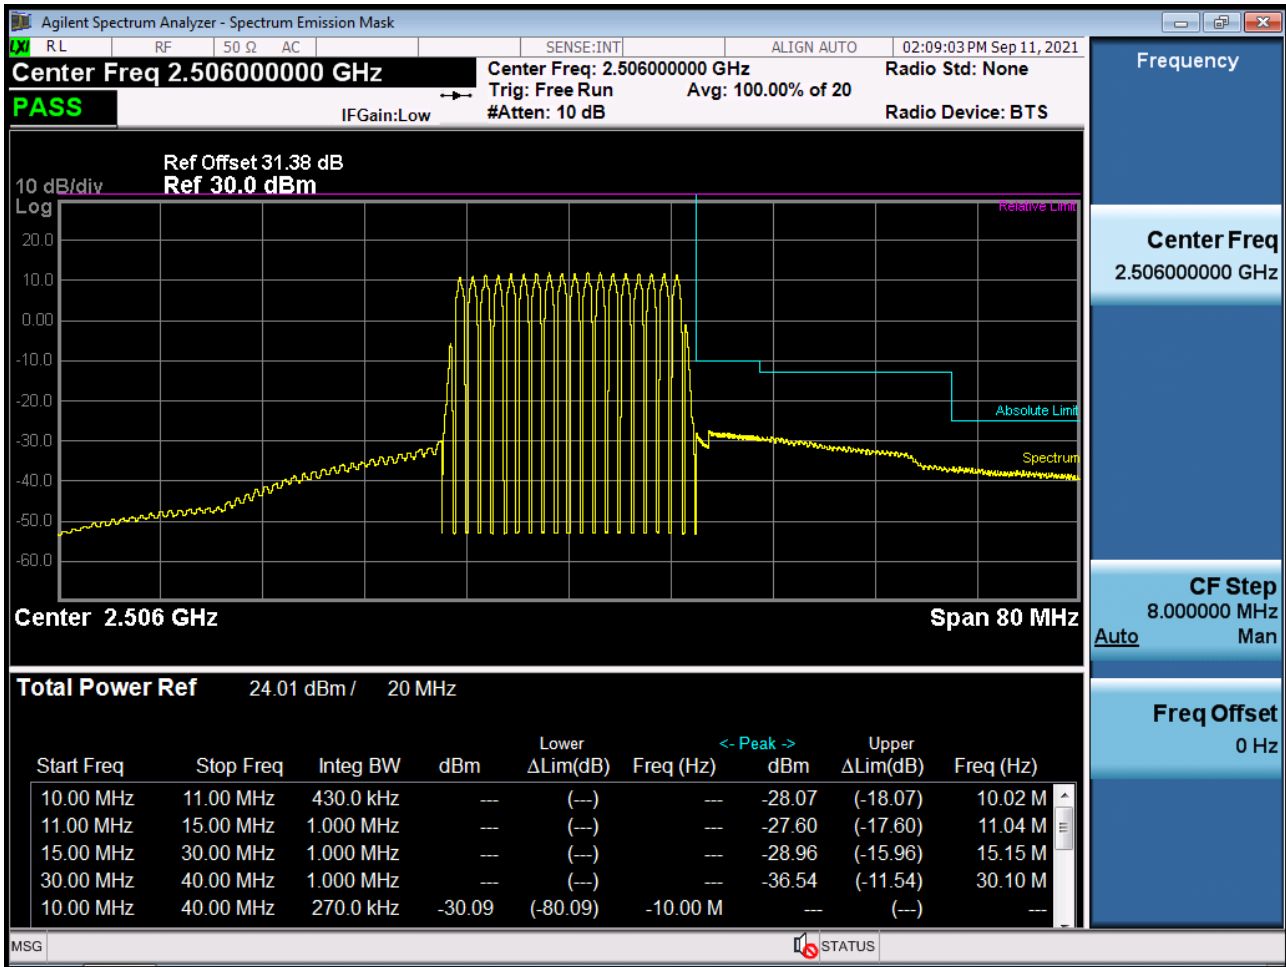 Agilent Spectrum Analyzer - Spectrum Emission Mask
LXI RL RF 50 Ω AC SENSE:INT ALIGN AUTO 02:09:03 PM Sep 11, 2021
Center Freq 2.506000000 GHz
Center Freq: 2.506000000 GHz Radio Std: None
Trig: Free Run Avg: 100.00% of 20
PASS
IFGain:Low #Atten: 10 dB Radio Device: BTS
Ref Offset 31.38 dB
10 dB/div Ref 30.0 dBm
Log
Relative Limit
20.0
10.0
0.00
-10.0
-20.0
Absolute Limit
-30.0
Spectrum
-40.0
-50.0
-60.0
Center 2.506 GHz Span 80 MHz
Total Power Ref 24.01 dBm / 20 MHz
Lower <- Peak -> Upper
Start Freq Stop Freq Integ BW dBm ΔLim(dB) Freq (Hz) dBm ΔLim(dB) Freq (Hz)
10.00 MHz 11.00 MHz 430.0 kHz --- (---) --- -28.07 (-18.07) 10.02 M
11.00 MHz 15.00 MHz 1.000 MHz --- (---) --- -27.60 (-17.60) 11.04 M
15.00 MHz 30.00 MHz 1.000 MHz --- (---) --- -28.96 (-15.96) 15.15 M
30.00 MHz 40.00 MHz 1.000 MHz --- (---) --- -36.54 (-11.54) 30.10 M
10.00 MHz 40.00 MHz 270.0 kHz -30.09 (-80.09) -10.00 M --- (---) ---
MSG STATUS
Frequency
Center Freq
2.506000000 GHz
CF Step
8.000000 MHz
Auto Man
Freq Offset
0 Hz